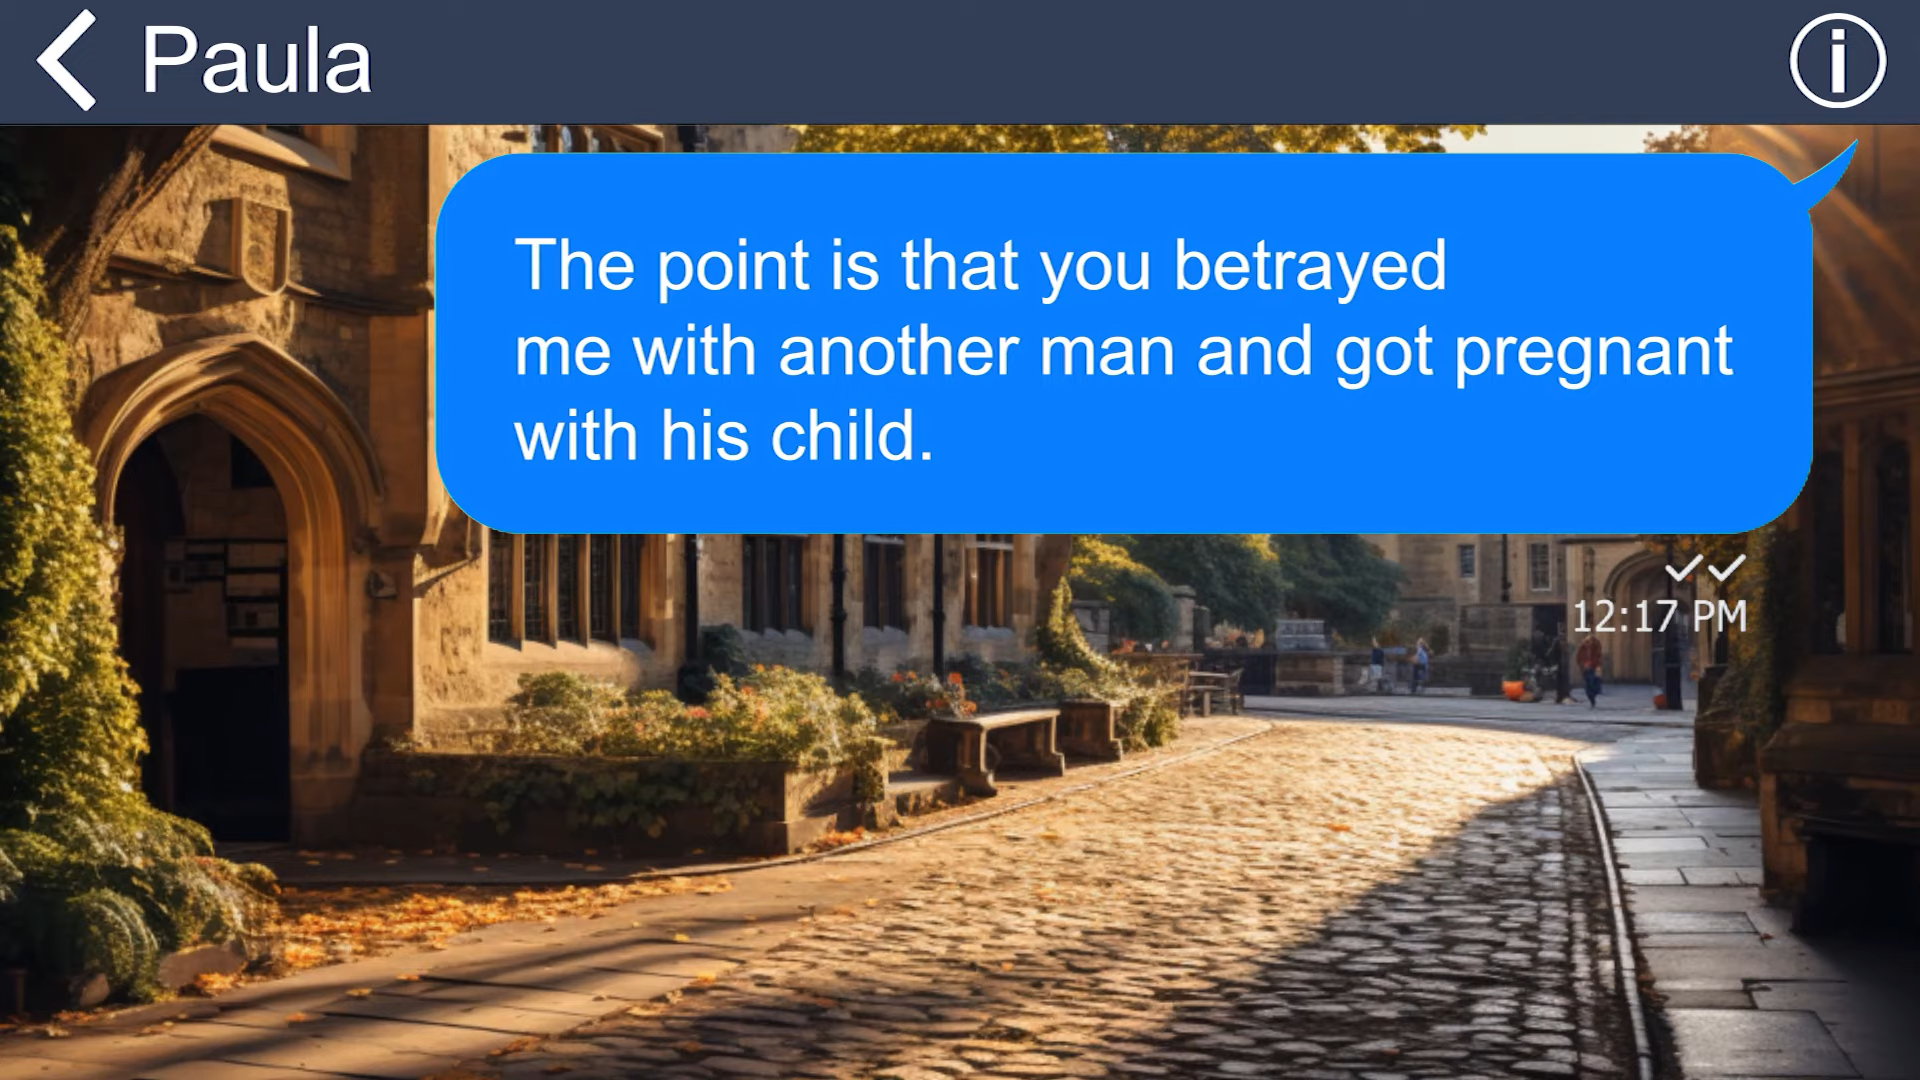 Paula
The point is that you betrayed
me with another man and got pregnant
with his child.
12:17 PM